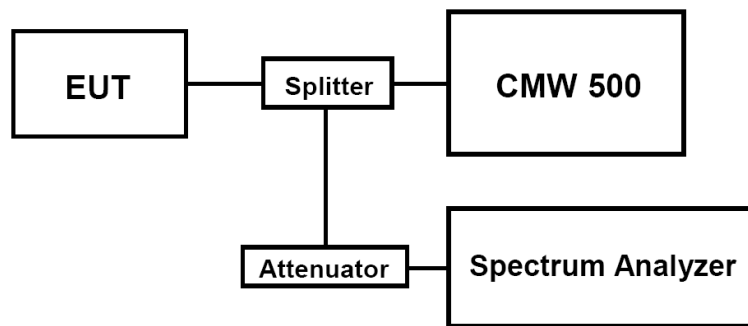 EUT
Splitter
CMW 500
Attenuator
Spectrum Analyzer